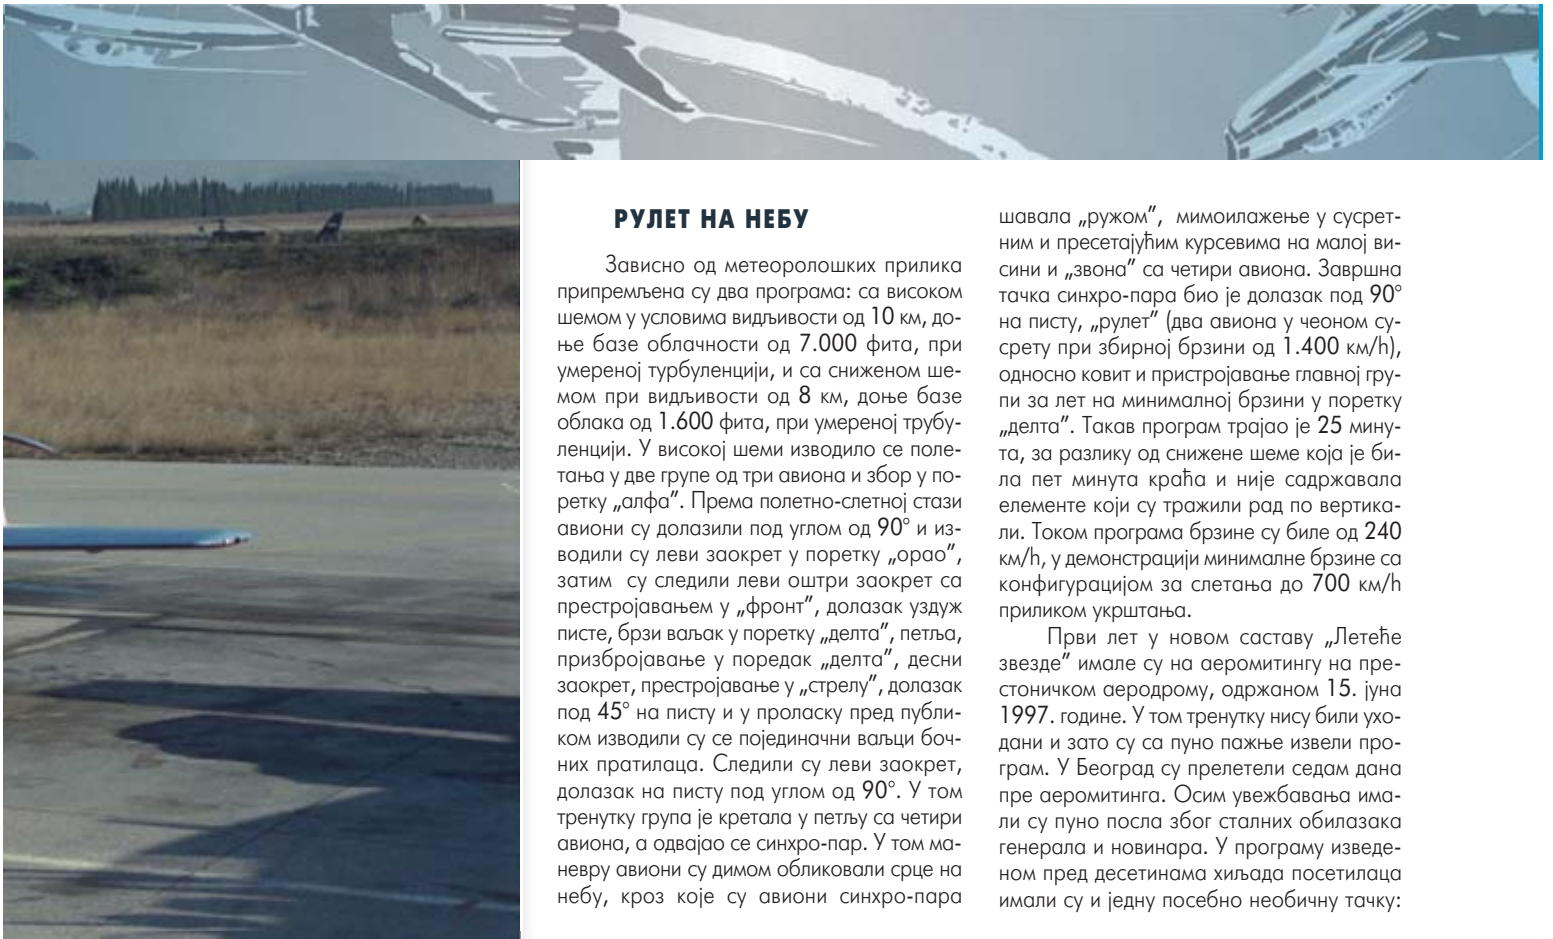 РУЛЕТ НА НЕБУ
Зависно од метеоролошких прилика
припремљена су два програма: са високом
шемом у условима видљивости од 10 км, до-
ње базе облачности од 7.000 фита, при
умереној турбуленцији, и са сниженом ше-
мом при видљивости од 8 км, доње базе
облака од 1.600 фита, при умереној трубу-
ленцији. У високој шеми изводило се поле-
тања у две групе од три авиона и збор у по-
ретку „алфа”. Према полетно-слетној стази
авиони су долазили под углом од 90° и из-
водили су леви заокрет у поретку „орао”,
затим  су следили леви оштри заокрет са
престројавањем у „фронт”, долазак уздуж
писте, брзи ваљак у поретку „делта”, петља,
призбројавање у поредак „делта”, десни
заокрет, престројавање у „стрелу”, долазак
под 45° на писту и у проласку пред публи-
ком изводили су се појединачни ваљци боч-
них пратилаца. Следили су леви заокрет,
долазак на писту под углом од 90°. У том
тренутку група је кретала у петљу са четири
авиона, а одвајао се синхро-пар. У том ма-
невру авиони су димом обликовали срце на
небу, кроз које су авиони синхро-пара
шавала „ружом”,  мимоилажење у сусрет-
ним и пресетајућим курсевима на малој ви-
сини и „звона” са четири авиона. Завршна
тачка синхро-пара био је долазак под 90°
на писту, „рулет” (два авиона у чеоном су-
срету при збирној брзини од 1.400 км/h),
односно ковит и пристројавање главној гру-
пи за лет на минималној брзини у поретку
„делта”. Такав програм трајао је 25 мину-
та, за разлику од снижене шеме која је би-
ла пет минута краћа и није садржавала
елементе који су тражили рад по вертика-
ли. Током програма брзине су биле од 240
км/h, у демонстрацији минималне брзине са
конфигурацијом за слетања до 700 км/h
приликом укрштања.
Први лет у новом саставу „Летеће
звезде” имале су на аеромитингу на пре-
стоничком аеродрому, одржаном 15. јуна
1997. године. У том тренутку нису били ухо-
дани и зато су са пуно пажње извели про-
грам. У Београд су прелетели седам дана
пре аеромитинга. Осим увежбавања има-
ли су пуно посла због сталних обилазака
генерала и новинара. У програму изведе-
ном пред десетинама хиљада посетилаца
имали су и једну посебно необичну тачку: